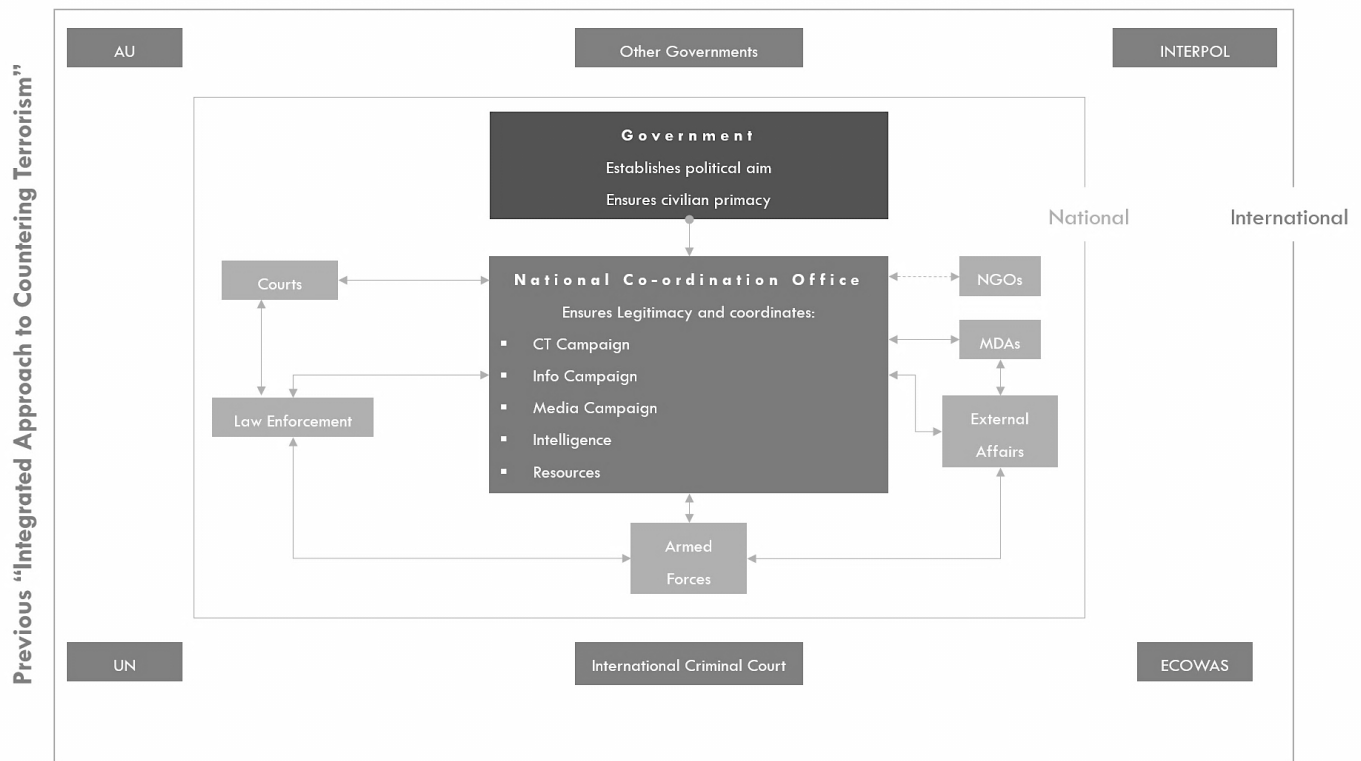 Previous “Integrated Approach to Countering Terrorism”
AU
Other Governments
INTERPOL
Government
Establishes political aim
Ensures civilian primacy
National
International
Courts
National Co-ordination Office
Ensures Legitimacy and coordinates:
▪ CT Campaign
▪ Info Campaign
▪ Media Campaign
▪ Intelligence
▪ Resources
NGOs
MDAs
Law Enforcement
External
Affairs
Armed
Forces
UN
International Criminal Court
ECOWAS